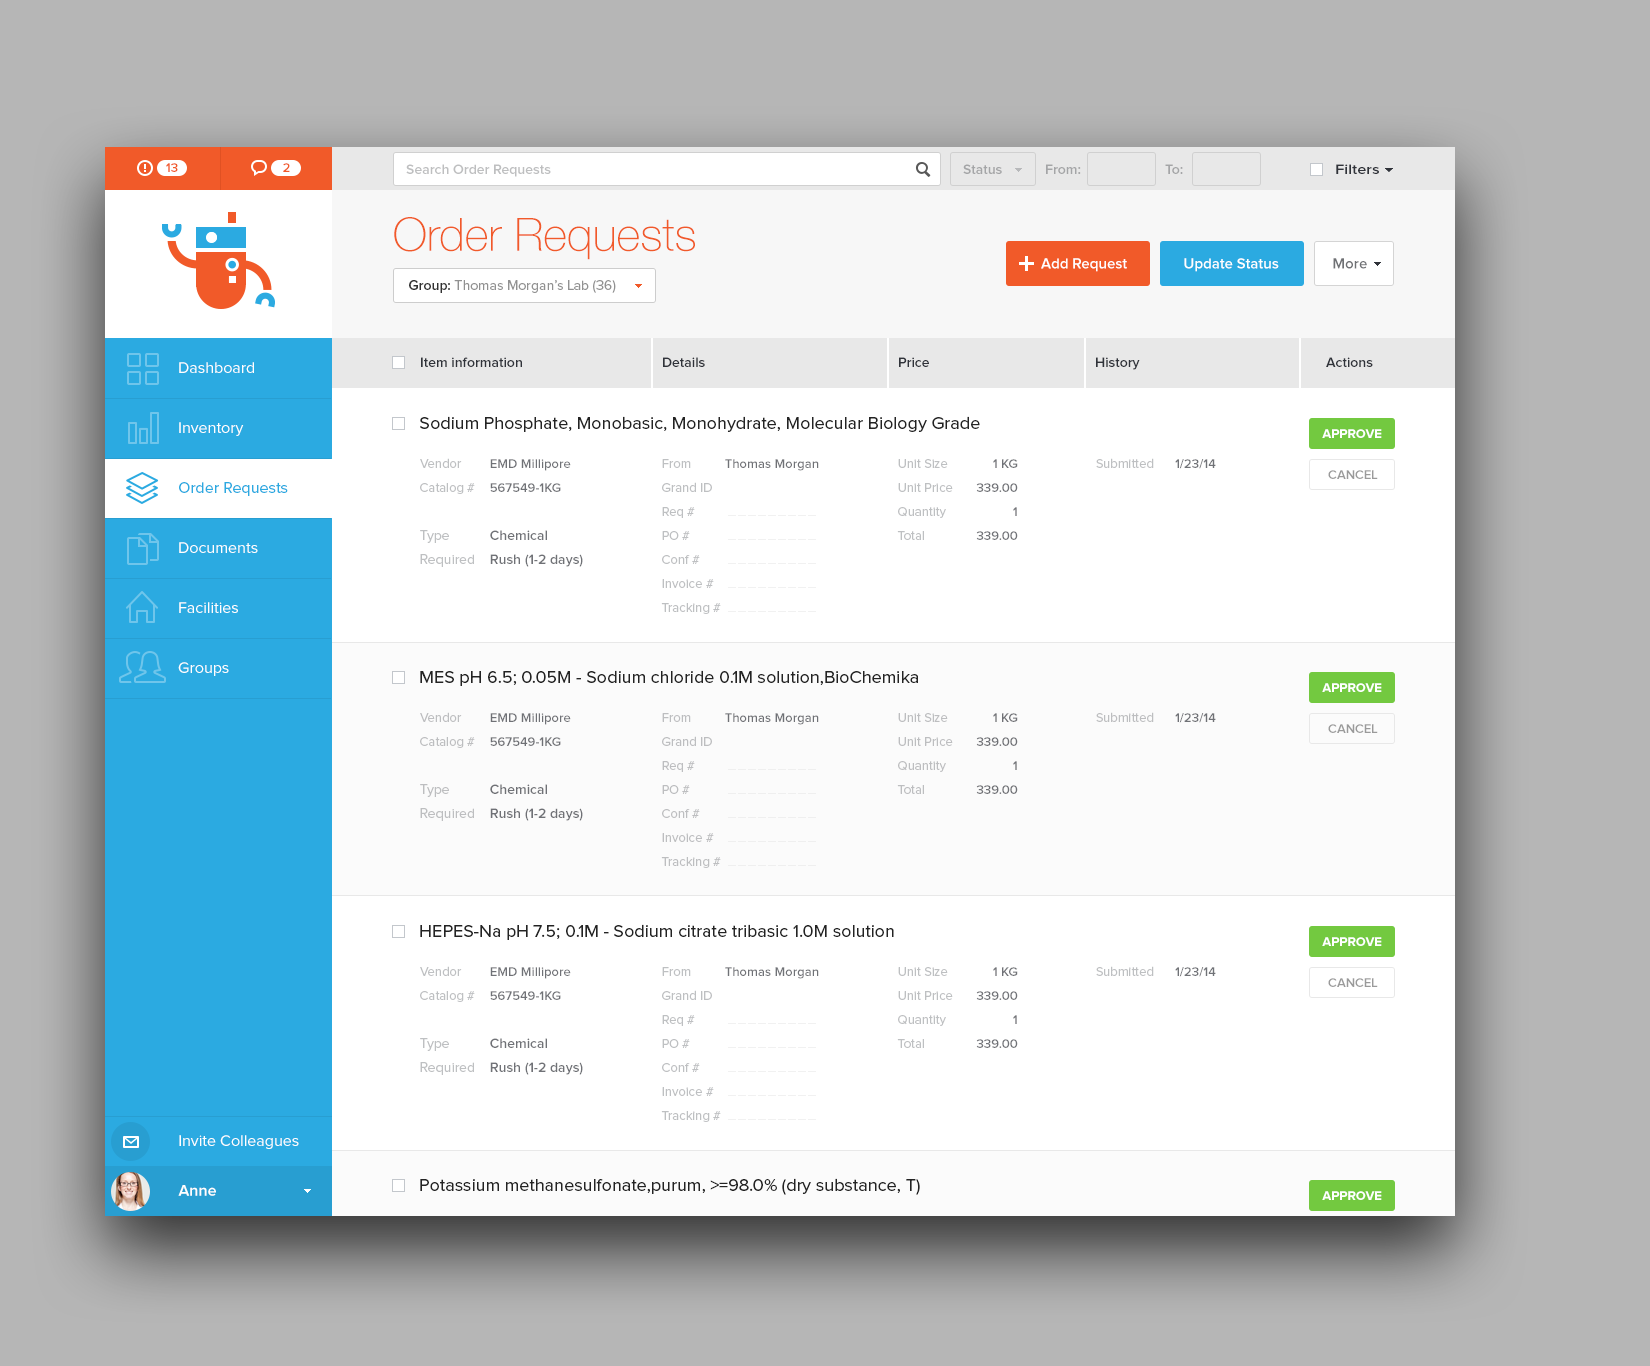 13 2
Search Order Requests Status From: To: Filters
Order Requests
Group: Thomas Morgan’s Lab (36)
Add Request Update Status More
Dashboard
Inventory
Order Requests
Documents
Facilities
Groups
Invite Colleagues
Anne
Item information Details Price History Actions
Sodium Phosphate, Monobasic, Monohydrate, Molecular Biology Grade APPROVE
Vendor EMD Millipore From Thomas Morgan Unit Size 1 KG Submitted 1/23/14 CANCEL
Catalog # 567549-1KG Grand ID Unit Price 339.00
Req # Quantity 1
Type Chemical PO # Total 339.00
Required Rush (1-2 days) Conf #
Invoice #
Tracking #
MES pH 6.5; 0.05M - Sodium chloride 0.1M solution,BioChemika APPROVE
Vendor EMD Millipore From Thomas Morgan Unit Size 1 KG Submitted 1/23/14 CANCEL
Catalog # 567549-1KG Grand ID Unit Price 339.00
Req # Quantity 1
Type Chemical PO # Total 339.00
Required Rush (1-2 days) Conf #
Invoice #
Tracking #
HEPES-Na pH 7.5; 0.1M - Sodium citrate tribasic 1.0M solution APPROVE
Vendor EMD Millipore From Thomas Morgan Unit Size 1 KG Submitted 1/23/14 CANCEL
Catalog # 567549-1KG Grand ID Unit Price 339.00
Req # Quantity 1
Type Chemical PO # Total 339.00
Required Rush (1-2 days) Conf #
Invoice #
Tracking #
Potassium methanesulfonate,purum, >=98.0% (dry substance, T) APPROVE